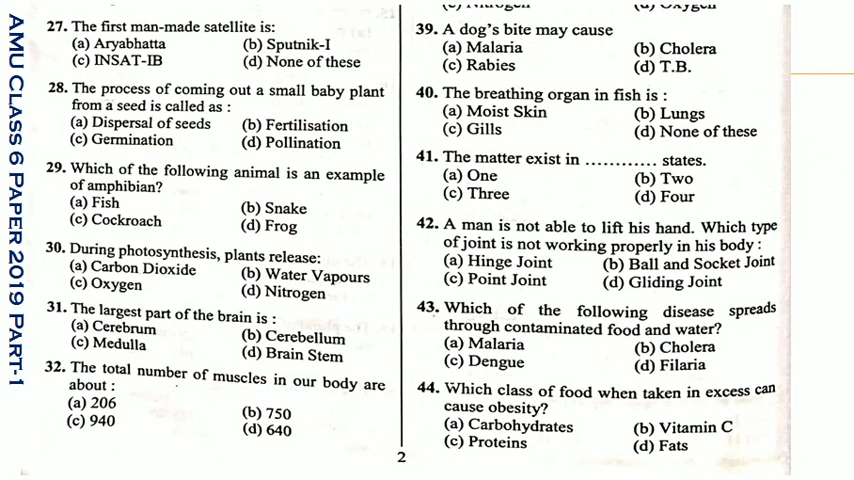 AMU CLASS 6 PAPER 2019 PART-1
27. The first man-made satellite is:
(a) Aryabhatta (b) Sputnik-I
(c) INSAT-IB (d) None of these
28. The process of coming out a small baby plant
from a seed is called as :
(a) Dispersal of seeds (b) Fertilisation
(c) Germination (d) Pollination
29. Which of the following animal is an example
of amphibian?
(a) Fish (b) Snake
(c) Cockroach (d) Frog
30. During photosynthesis, plants release:
(a) Carbon Dioxide (b) Water Vapours
(c) Oxygen (d) Nitrogen
31. The largest part of the brain is :
(a) Cerebrum (b) Cerebellum
(c) Medulla (d) Brain Stem
32. The total number of muscles in our body are
about :
(a) 206 (b) 750
(c) 940 (d) 640
(c) Nitrogen (d) Oxygen
39. A dog's bite may cause
(a) Malaria (b) Cholera
(c) Rabies (d) T.B.
40. The breathing organ in fish is :
(a) Moist Skin (b) Lungs
(c) Gills (d) None of these
41. The matter exist in ............ states.
(a) One (b) Two
(c) Three (d) Four
42. A man is not able to lift his hand. Which type
of joint is not working properly in his body :
(a) Hinge Joint (b) Ball and Socket Joint
(c) Point Joint (d) Gliding Joint
43. Which of the following disease spreads
through contaminated food and water?
(a) Malaria (b) Cholera
(c) Dengue (d) Filaria
44. Which class of food when taken in excess can
cause obesity?
(a) Carbohydrates (b) Vitamin C
(c) Proteins (d) Fats
2